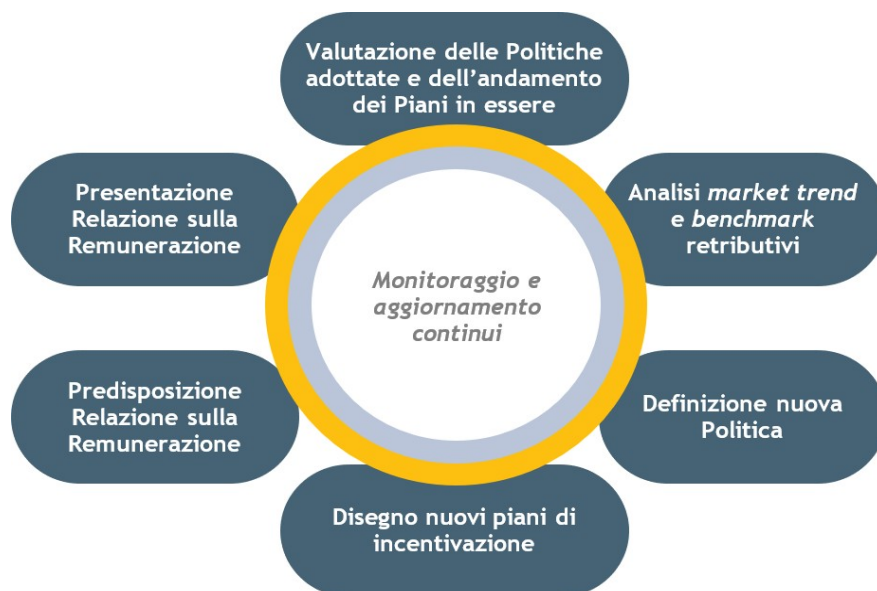 Valutazione delle Politiche
adottate e dell'andamento
dei Piani in essere
Analisi market trend
e benchmark
retributivi
Definizione nuova
Politica
Disegno nuovi piani di
incentivazione
Predisposizione
Relazione sulla
Remunerazione
Presentazione
Relazione sulla
Remunerazione
Monitoraggio e
aggiornamento
continui